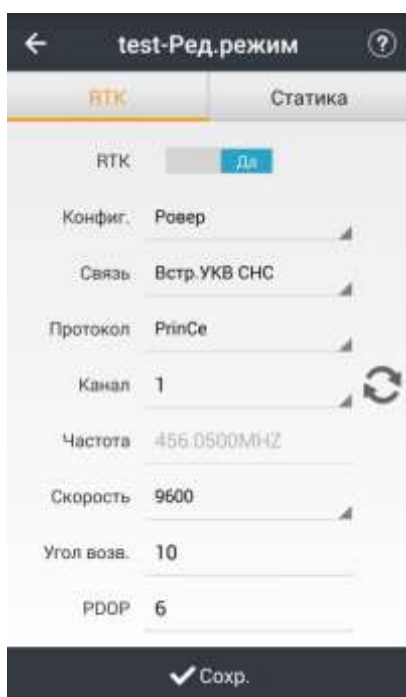 test-Ред.режим
RTK Статика
RTK Да
Конфиг. Ровер
Связь Встр.УКВ CHC
Протокол PrinCe
Канал 1
Частота 456.0500MHZ
Скорость 9600
Угол возв. 10
PDOP 6
Сохр.